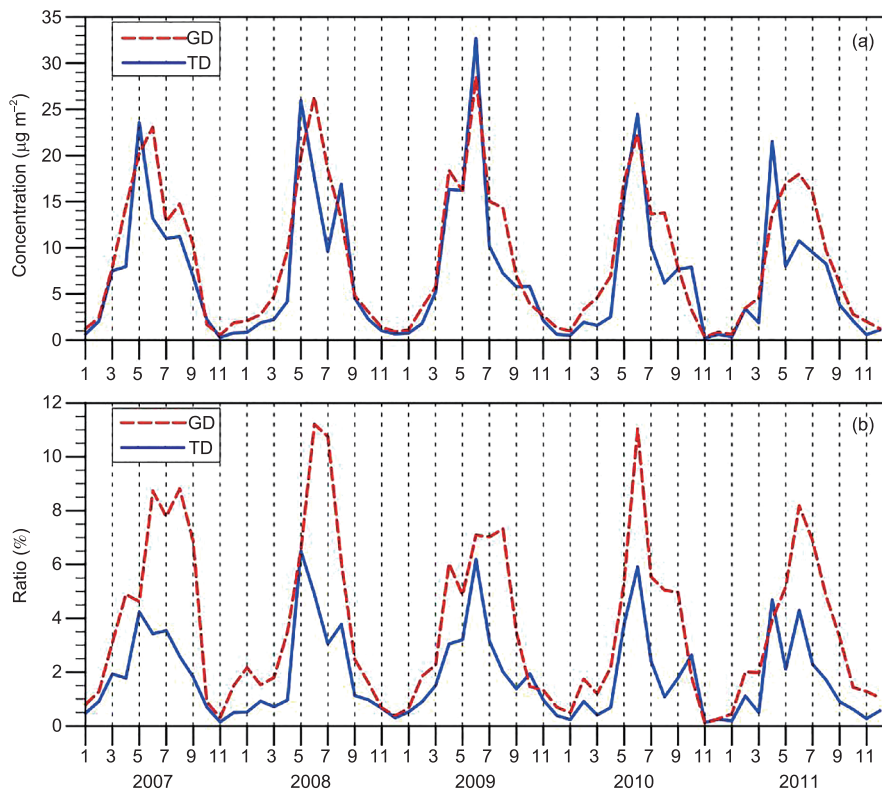 35
30
25
20
15
10
5
0
Concentration (μg m⁻²)
GD
TD
(a)
1 3 5 7 9 11 1 3 5 7 9 11 1 3 5 7 9 11 1 3 5 7 9 11 1 3 5 7 9 11
12
10
8
6
4
2
0
Ratio (%)
GD
TD
(b)
1 3 5 7 9 11 1 3 5 7 9 11 1 3 5 7 9 11 1 3 5 7 9 11 1 3 5 7 9 11
2007 2008 2009 2010 2011